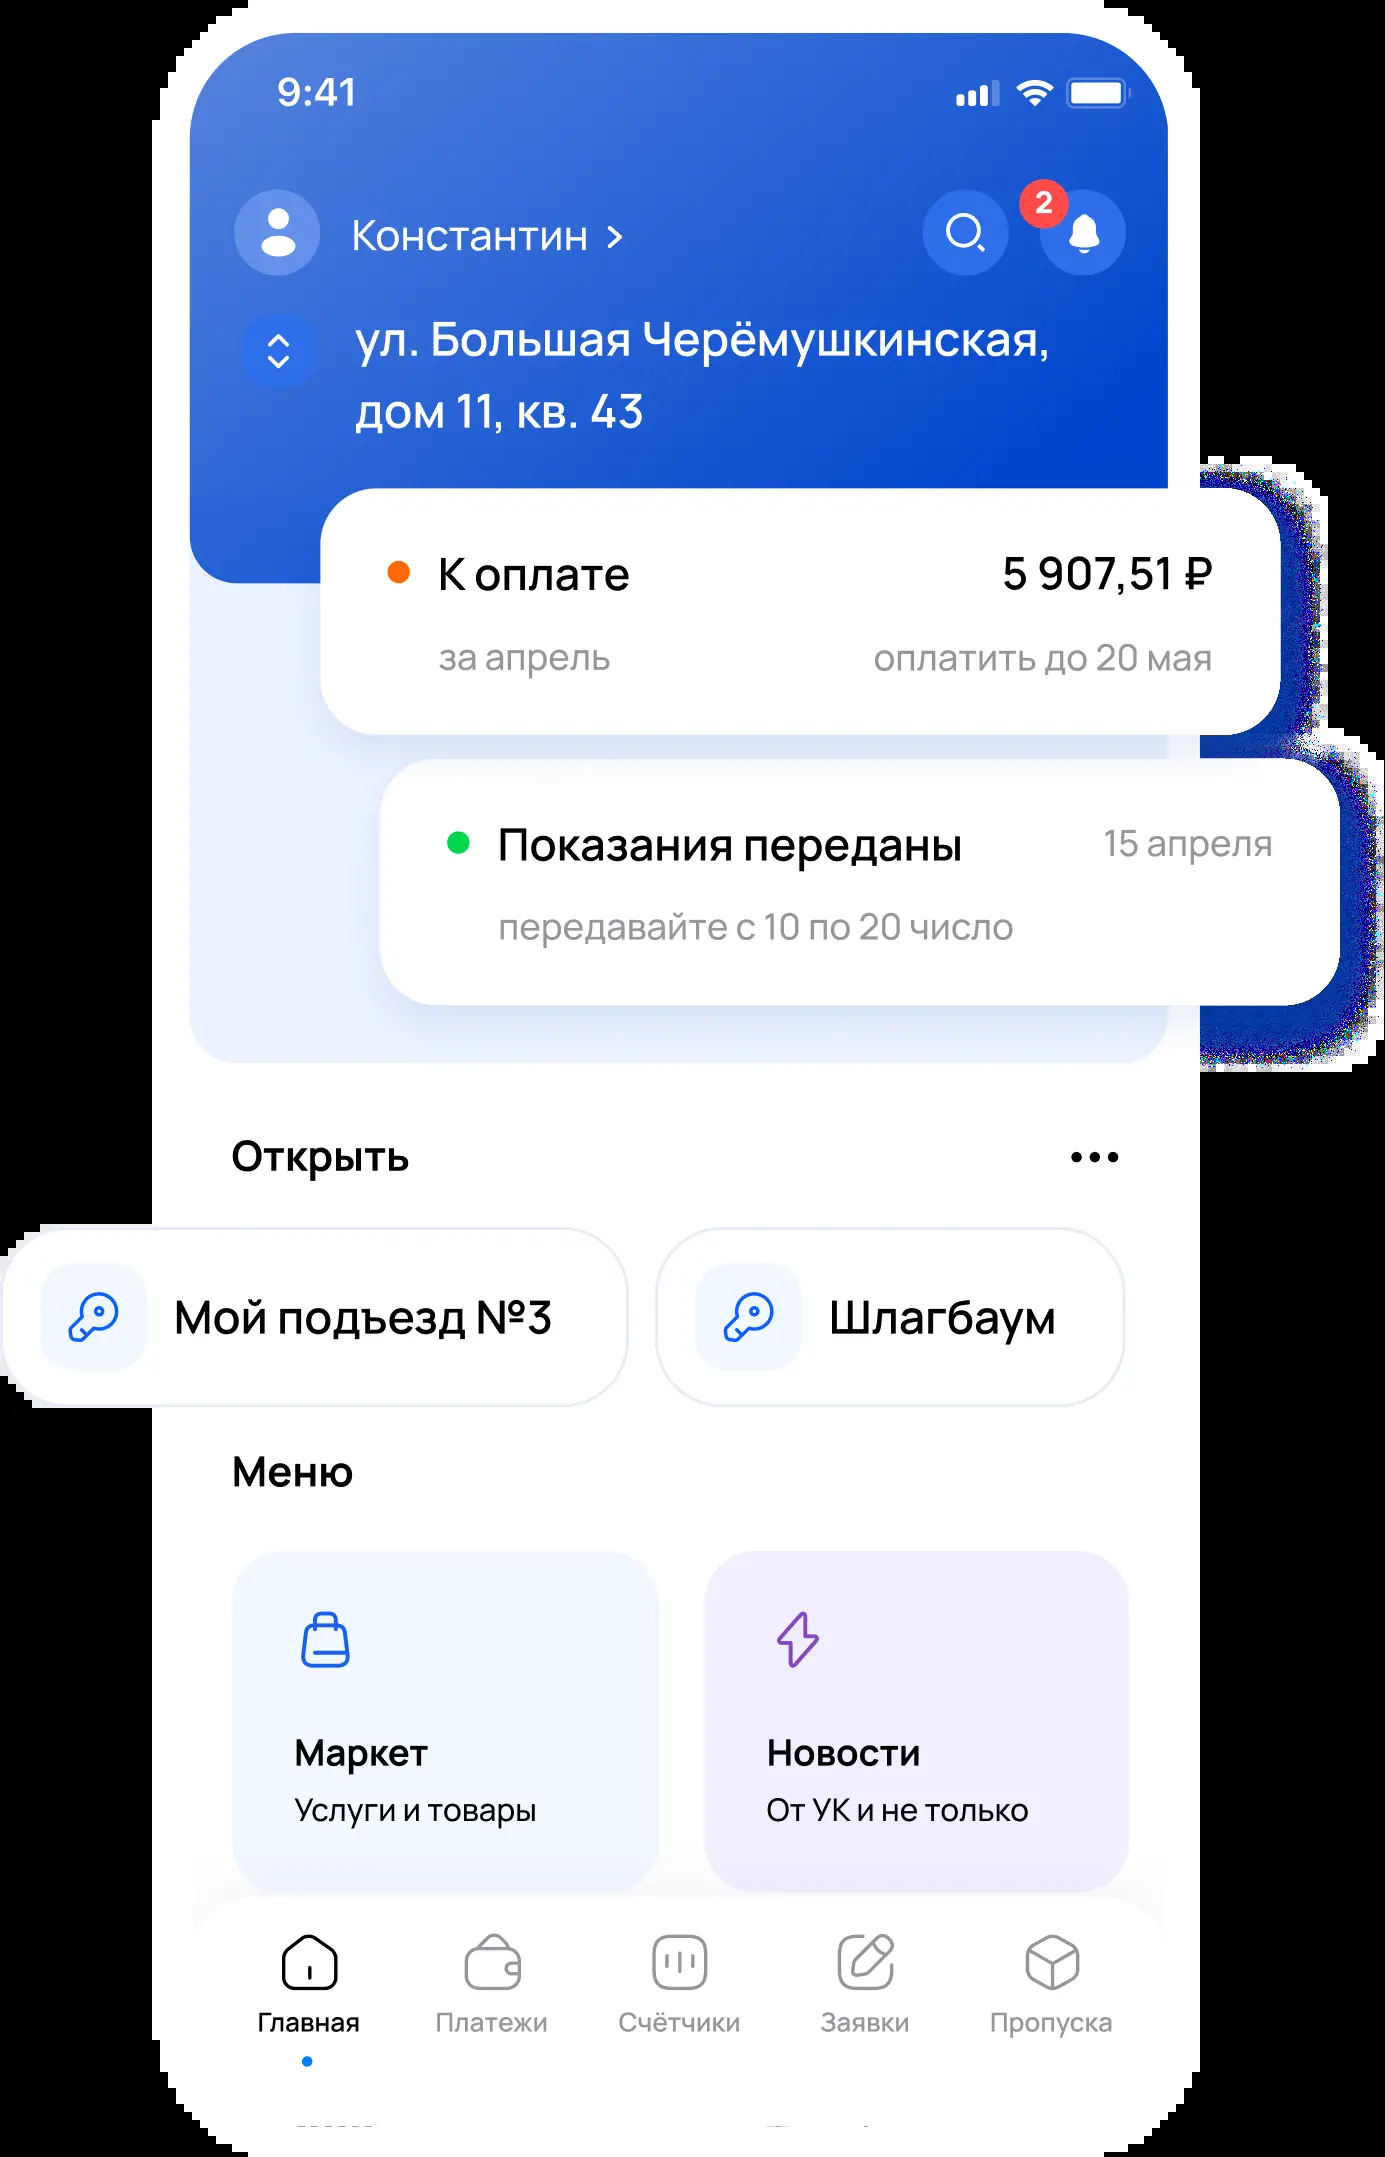 9:41
Константин
2
ул. Большая Черёмушкинская,
дом 11, кв. 43
К оплате
5 907,51 ₽
за апрель
оплатить до 20 мая
Показания переданы
15 апреля
передавайте с 10 по 20 число
Открыть
Мой подъезд №3
Шлагбаум
Меню
Маркет
Новости
Услуги и товары
От УК и не только
Главная
Платежи
Счётчики
Заявки
Пропуска